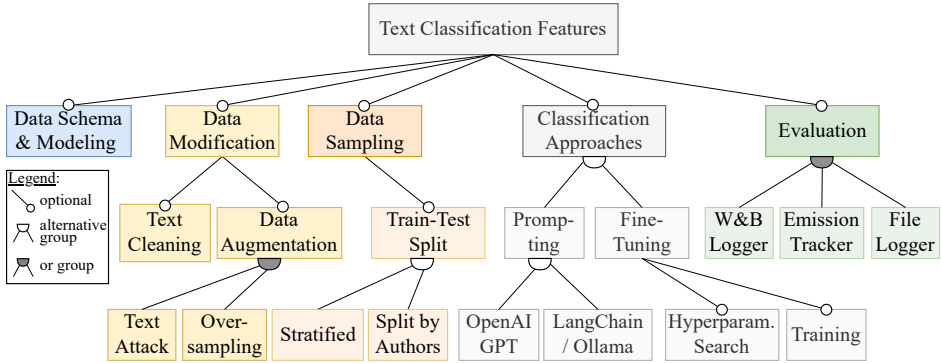 Text Classification Features
Data Schema
& Modeling
Data
Modification
Data
Sampling
Classification
Approaches
Evaluation
Legend:
optional
alternative
group
or group
Text
Cleaning
Data
Augmentation
Train-Test
Split
Promp-
ting
Fine-
Tuning
W&B
Logger
Emission
Tracker
File
Logger
Text
Attack
Over-
sampling
Stratified
Split by
Authors
OpenAI
GPT
LangChain
/ Ollama
Hyperparam.
Search
Training